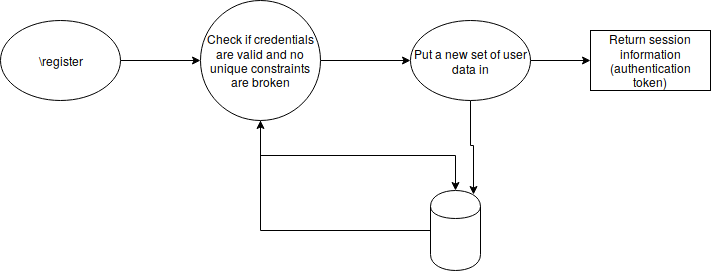 \register
Check if credentials
are valid and no
unique constraints
are broken
Put a new set of user
data in
Return session
information
(authentication
token)